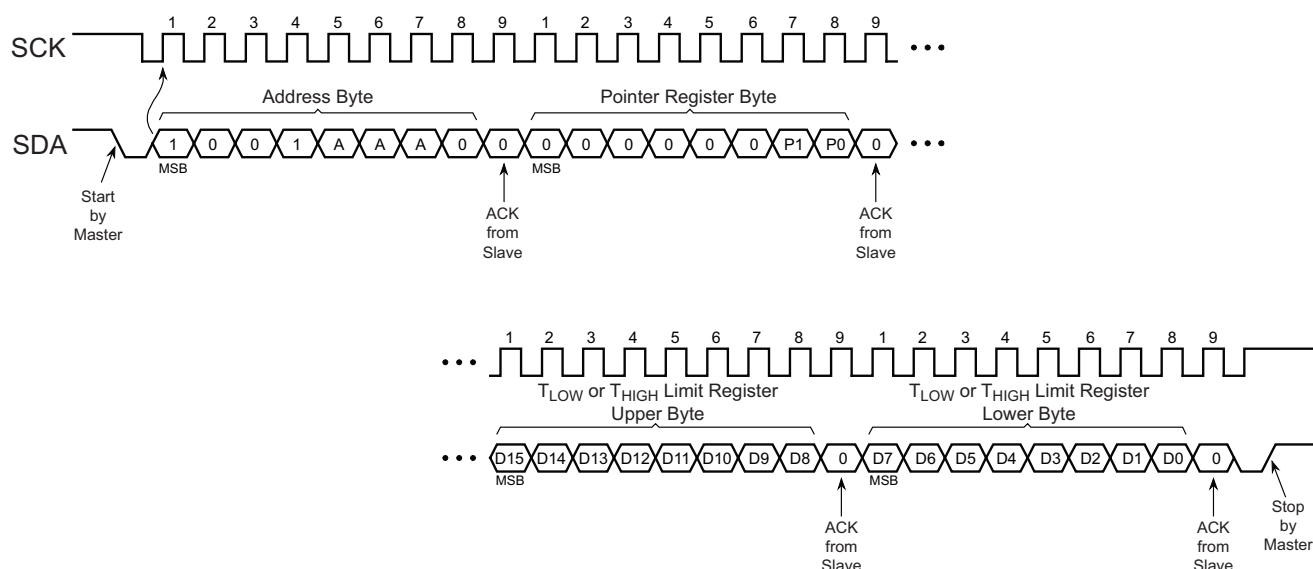 1 2 3 4 5 6 7 8 9 1 2 3 4 5 6 7 8 9
SCK
Address Byte Pointer Register Byte
SDA 1 0 0 1 A A A 0 0 0 0 0 0 0 0 P1 P0 0
MSB MSB
Start
by
Master
ACK
from
Slave
ACK
from
Slave
1 2 3 4 5 6 7 8 9 1 2 3 4 5 6 7 8 9
TLOW or THIGH Limit Register
Upper Byte
TLOW or THIGH Limit Register
Lower Byte
D15 D14 D13 D12 D11 D10 D9 D8 0 D7 D6 D5 D4 D3 D2 D1 D0 0
MSB MSB
ACK
from
Slave
ACK
from
Slave
Stop
by
Master